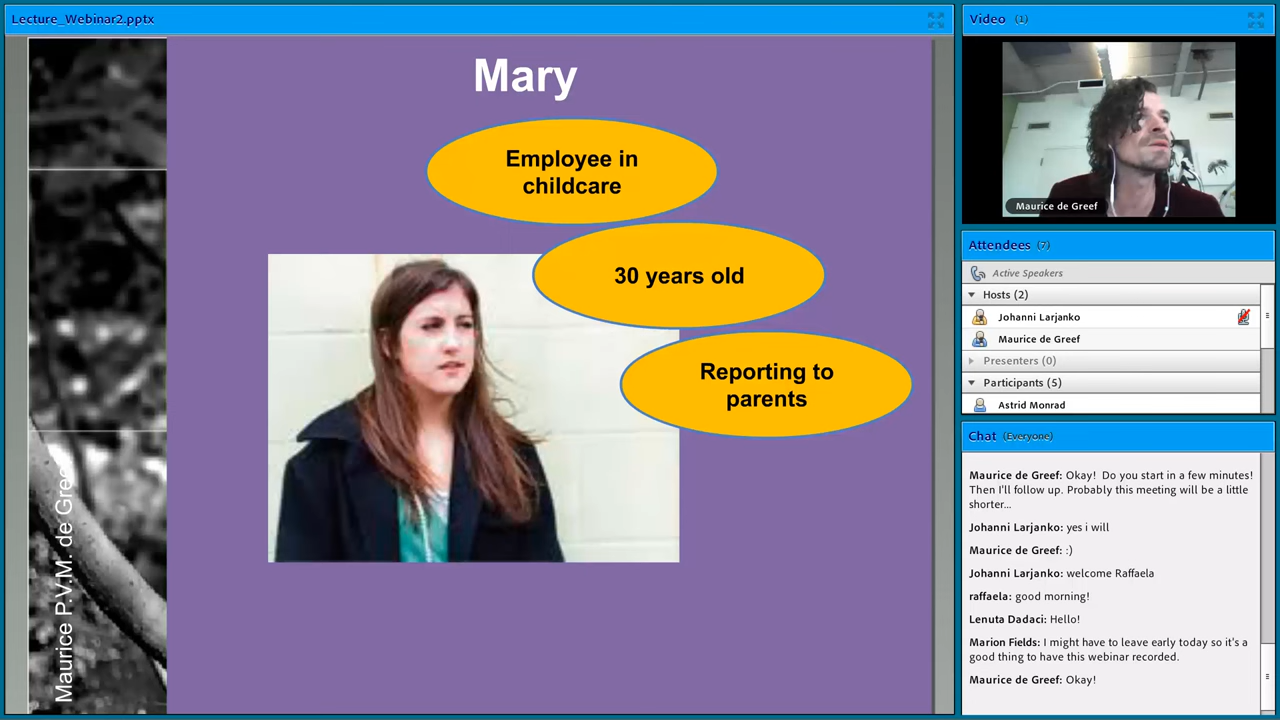 Lecture_Webinar2.pptx
Mary
Employee in
childcare
30 years old
Reporting to
parents
Maurice P.V.M. de Greef
Video (1)
Maurice de Greef
Attendees (7)
Active Speakers
Hosts (2)
Johanni Larjanko
Maurice de Greef
Presenters (0)
Participants (5)
Astrid Monrad
Chat (Everyone)
Maurice de Greef: Okay! Do you start in a few minutes!
Then I'll follow up. Probably this meeting will be a little
shorter...
Johanni Larjanko: yes i will
Maurice de Greef: :)
Johanni Larjanko: welcome Raffaela
raffaela: good morning!
Lenuta Dadaci: Hello!
Marion Fields: I might have to leave early today so it's a
good thing to have this webinar recorded.
Maurice de Greef: Okay!